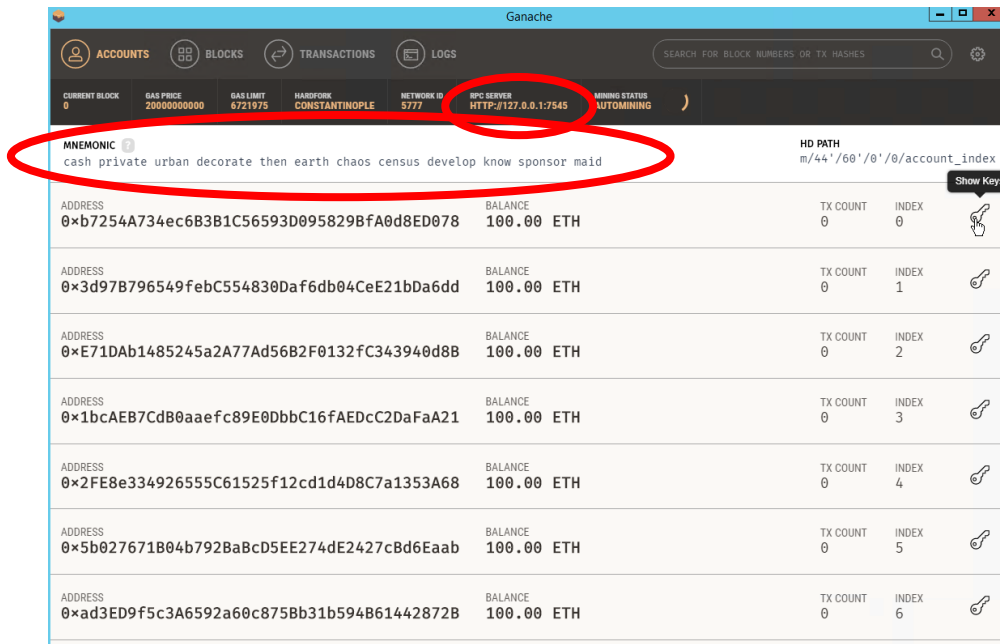 Ganache
ACCOUNTS BLOCKS TRANSACTIONS LOGS SEARCH FOR BLOCK NUMBERS OR TX HASHES
CURRENT BLOCK GAS PRICE GAS LIMIT HARDFORK NETWORK ID RPC SERVER MINING STATUS
0 20000000000 6721975 CONSTANTINOPLE 5777 HTTP://127.0.0.1:7545 AUTOMINING
MNEMONIC ? HD PATH
cash private urban decorate then earth chaos census develop know sponsor maid m/44'/60'/0'/0/account_index
Show Keys
ADDRESS BALANCE TX COUNT INDEX
0×b7254A734ec6B3B1C56593D095829BfA0d8ED078 100.00 ETH 0 0
ADDRESS BALANCE TX COUNT INDEX
0×3d97B796549febC554830Daf6db04CeE21bDa6dd 100.00 ETH 0 1
ADDRESS BALANCE TX COUNT INDEX
0×E71DAb1485245a2A77Ad56B2F0132fC343940d8B 100.00 ETH 0 2
ADDRESS BALANCE TX COUNT INDEX
0×1bcAEB7CdB0aaefc89E0DbbC16fAEDcC2DaFaA21 100.00 ETH 0 3
ADDRESS BALANCE TX COUNT INDEX
0×2FE8e334926555C61525f12cd1d4D8C7a1353A68 100.00 ETH 0 4
ADDRESS BALANCE TX COUNT INDEX
0×5b027671B04b792BaBcD5EE274dE2427cBd6Eaab 100.00 ETH 0 5
ADDRESS BALANCE TX COUNT INDEX
0×ad3ED9f5c3A6592a60c875Bb31b594B61442872B 100.00 ETH 0 6